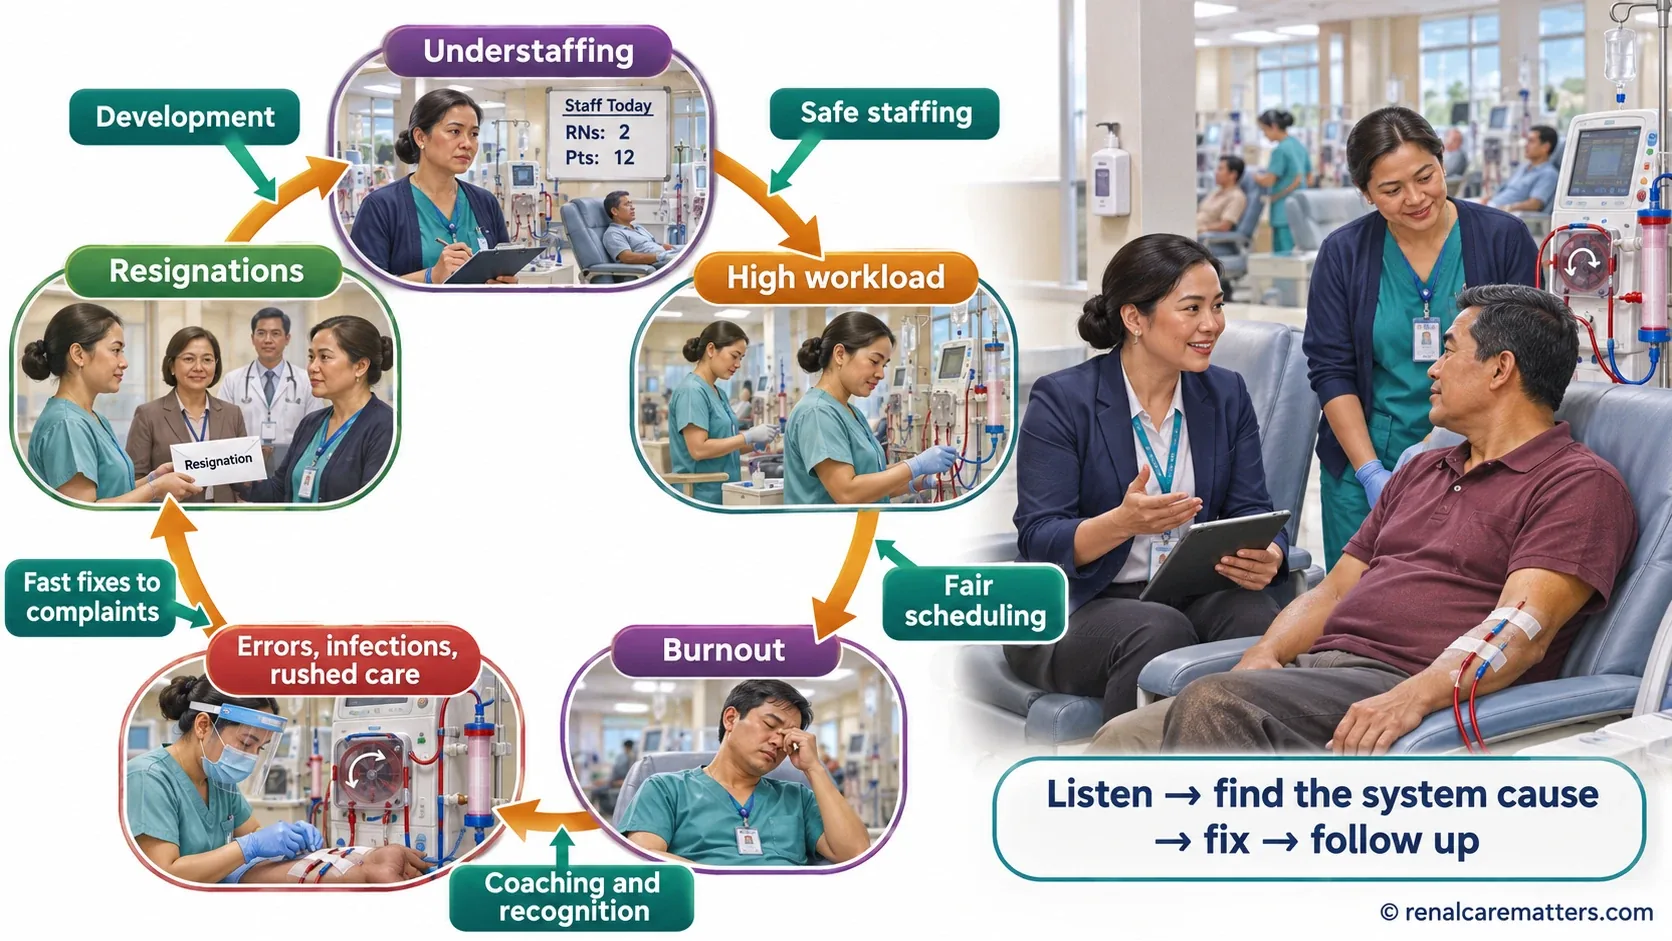 Understaffing
Staff Today
RNs: 2
Pts: 12
Development
Safe staffing
Resignations
Resignation
High workload
Fast fixes to
complaints
Fair
scheduling
Errors, infections,
rushed care
Burnout
Coaching and
recognition
Listen → find the system cause
→ fix → follow up
© renalcarematters.com